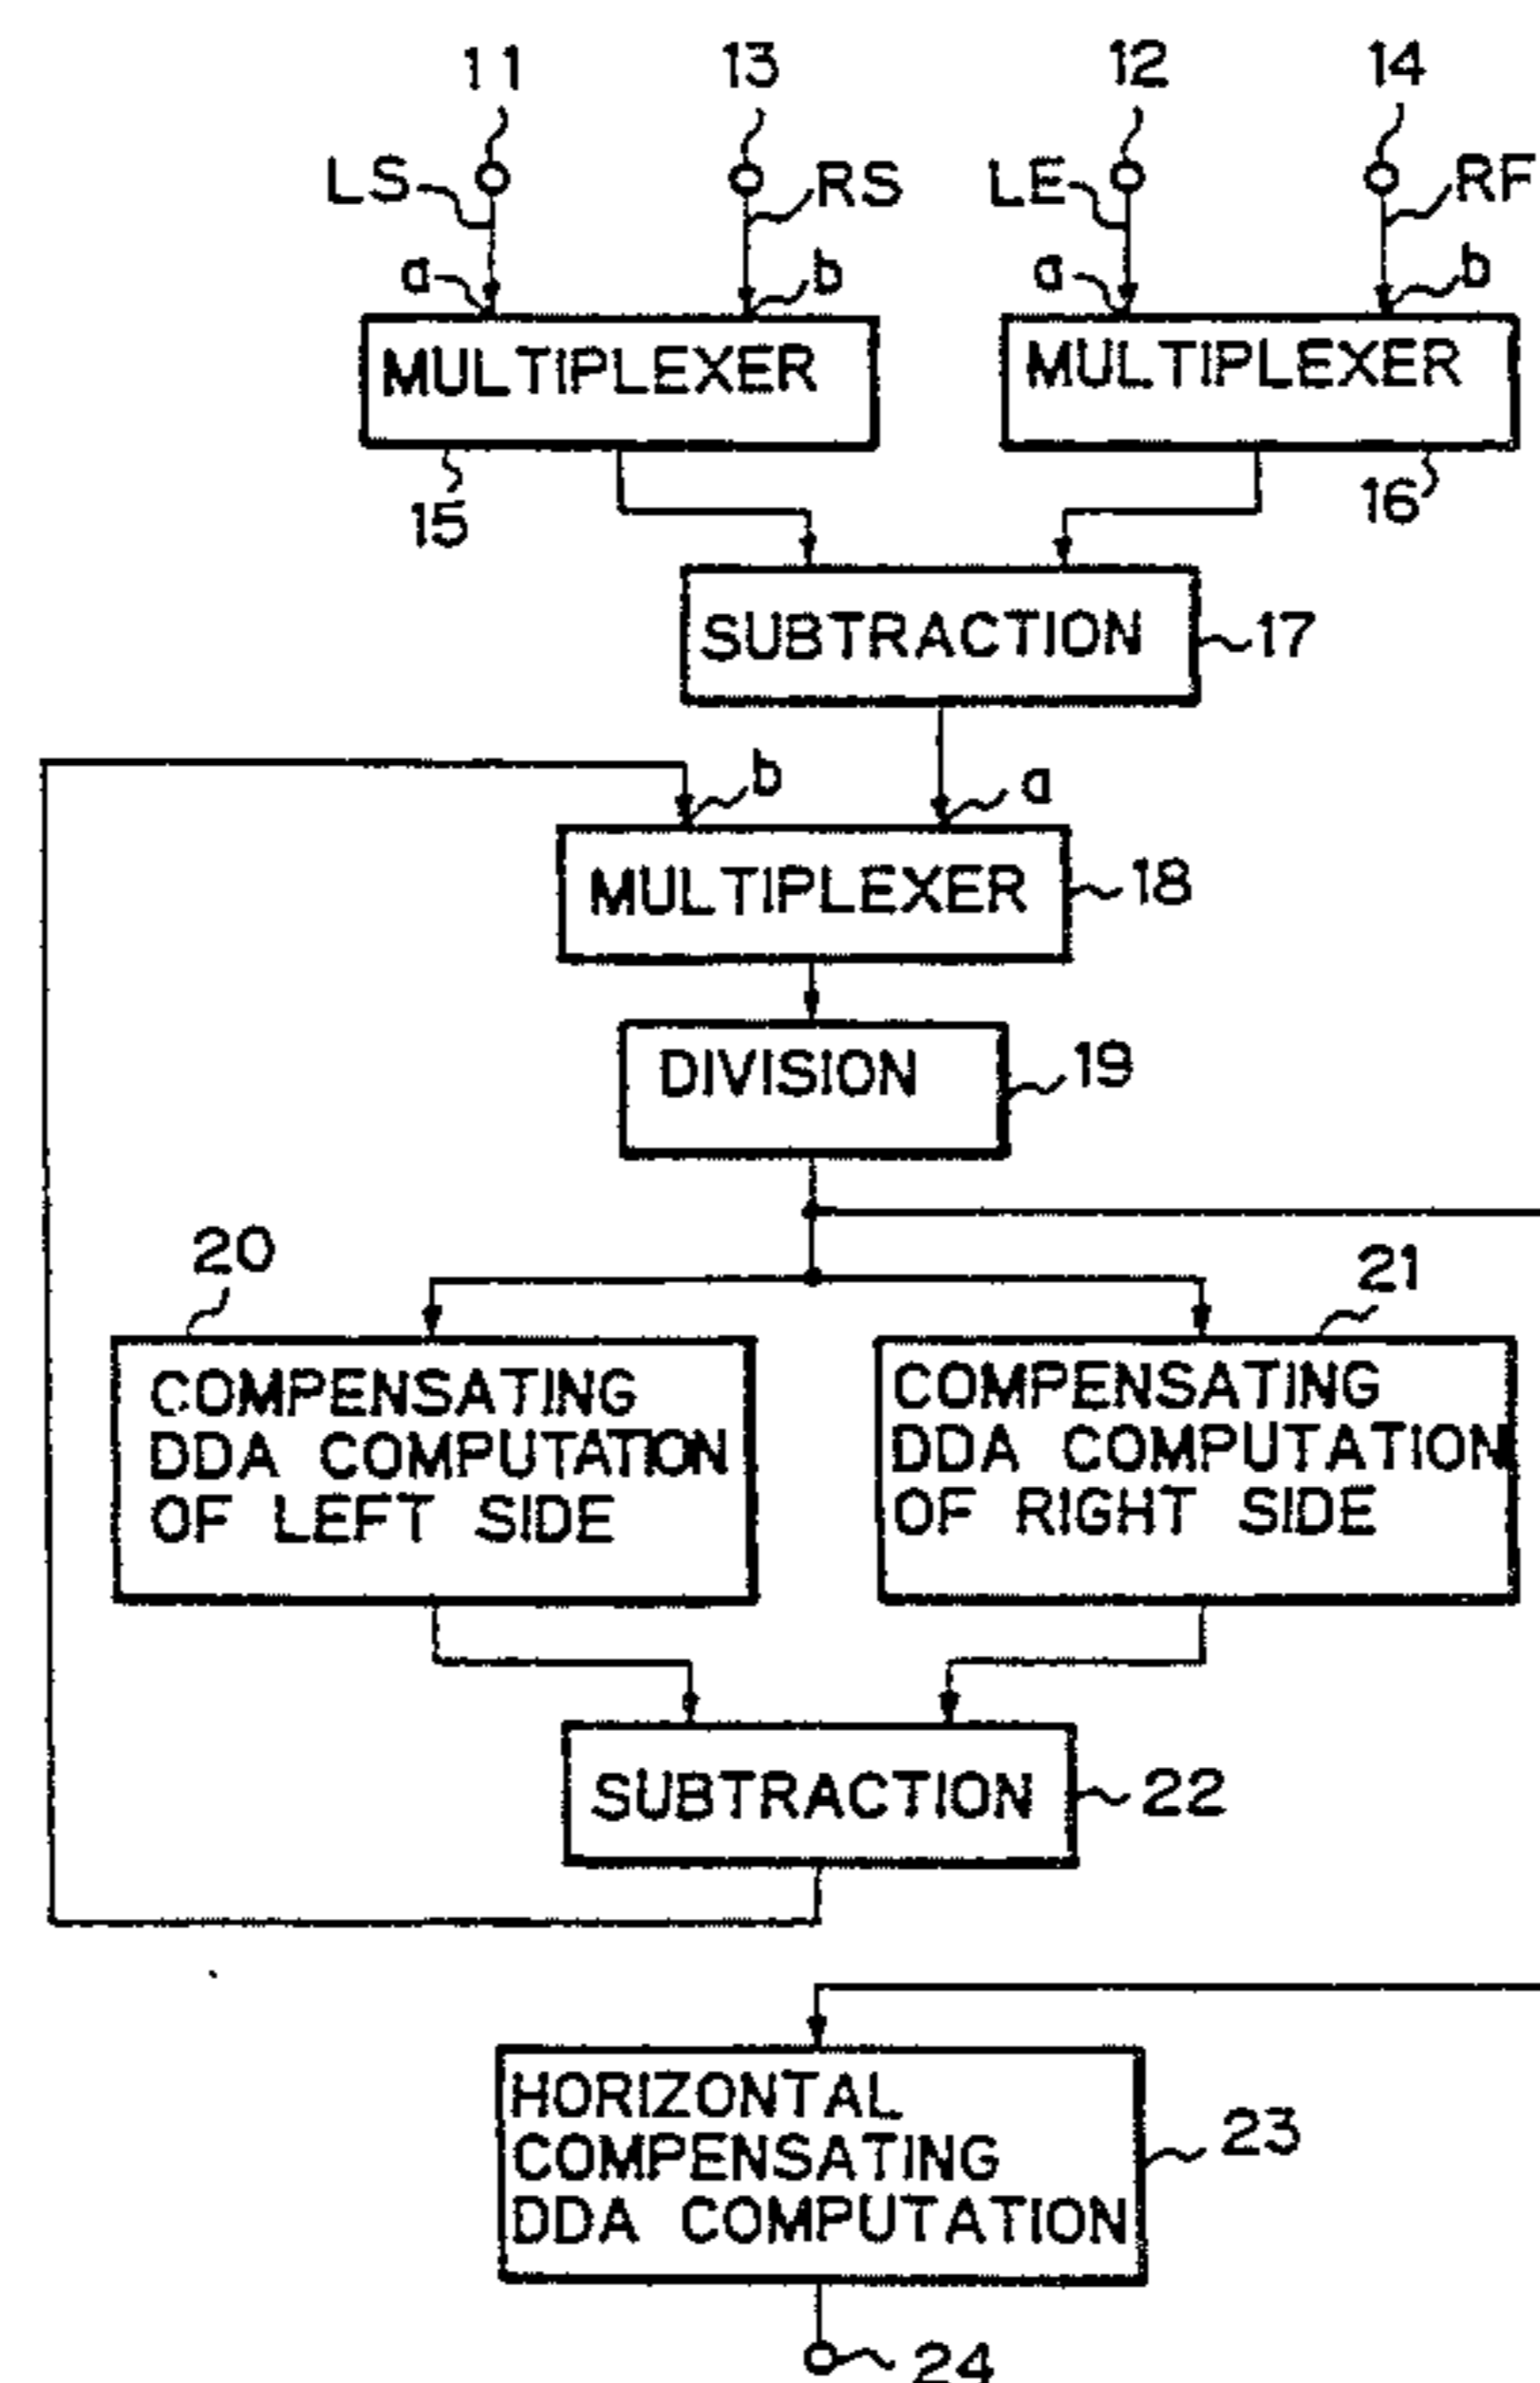 11 13 12 14
LS RS LE RF
a b a b
MULTIPLEXER MULTIPLEXER
15 16
SUBTRACTION 17
b a
MULTIPLEXER 18
DIVISION 19
20 21
COMPENSATING
DDA COMPUTATION
OF LEFT SIDE
COMPENSATING
DDA COMPUTATION
OF RIGHT SIDE
SUBTRACTION 22
HORIZONTAL
COMPENSATING
DDA COMPUTATION
23
24